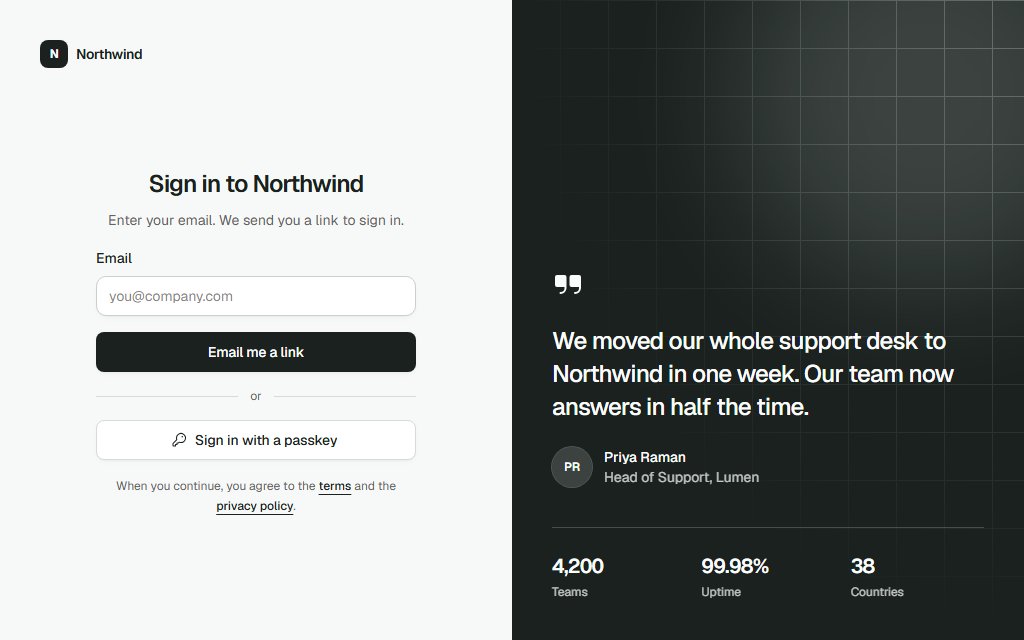 N
Northwind
Sign in to Northwind
Enter your email. We send you a link to sign in.
Email
you@company.com
Email me a link
or
Sign in with a passkey
When you continue, you agree to the terms and the
privacy policy.
We moved our whole support desk to
Northwind in one week. Our team now
answers in half the time.
PR
Priya Raman
Head of Support, Lumen
4,200
Teams
99.98%
Uptime
38
Countries